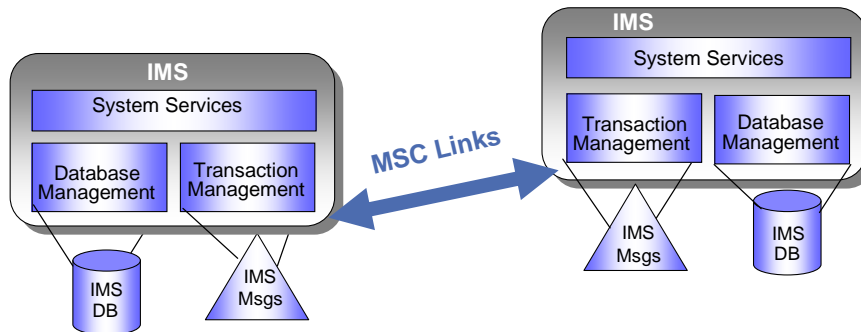 IMS
System Services
Database
Management
Transaction
Management
IMS
DB
IMS
Msgs
MSC Links
IMS
System Services
Transaction
Management
Database
Management
IMS
Msgs
IMS
DB